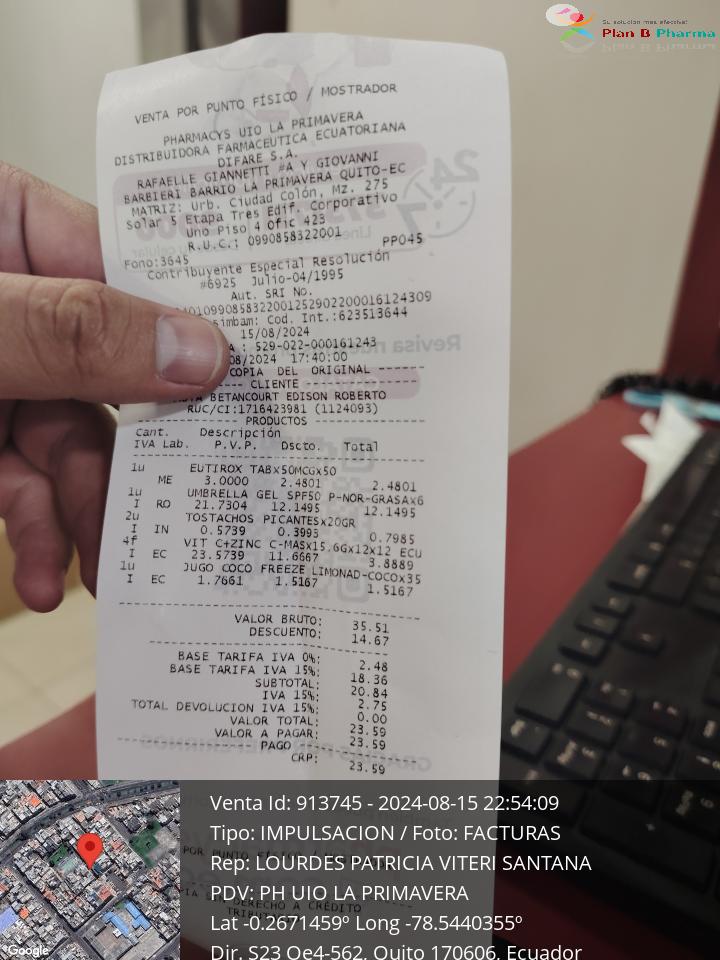 Su solución más efectiva!
Plan B Pharma
VENTA POR PUNTO FÍSICO / MOSTRADOR
PHARMACYS UIO LA PRIMAVERA
DISTRIBUIDORA FARMACEUTICA ECUATORIANA
DIFARE S.A.
RAFAELLE GIANNETTI #A Y GIOVANNI
BARBIERI BARRIO LA PRIMAVERA QUITO-EC
MATRIZ: Urb. Ciudad Colón, Mz. 275
Solar 5 Etapa Tres Edif. Corporativo
Uno Piso 4 Ofic 423
R.U.C.: 0990858322001
Fono:3645 PP045
Contribuyente Especial Resolución
#6925 Julio-04/1995
Aut. SRI No.
Cod. Int.:623513644
15/08/2024
: 529-022-000161243
/2024 17:40:00
COPIA DEL ORIGINAL
CLIENTE
BETANCOURT EDISON ROBERTO
RUC/CI:1716423981 (1124093)
PRODUCTOS
Cant. Descripción
IVA Lab. P.V.P. Dscto. Total
1u EUTIROX TABx50MCGx50
ME 3.0000 2.4801 2.4801
1u UMBRELLA GEL SPF50 P-NOR-GRASAx6
I RO 21.7304 12.1495 12.1495
2u TOSTACHOS PICANTESx20GR
I IN 0.5739 0.3993 0.7985
4f VIT C+ZINC C-MASx15.6Gx12x12 ECU
I EC 23.5739 11.6667 3.8889
1u JUGO COCO FREEZE LIMONAD-COCOx35
I EC 1.7661 1.5167 1.5167
VALOR BRUTO: 35.51
DESCUENTO: 14.67
BASE TARIFA IVA 0%: 2.48
BASE TARIFA IVA 15%: 18.36
SUBTOTAL: 20.84
IVA 15%: 2.75
TOTAL DEVOLUCION IVA 15%: 0.00
VALOR TOTAL: 23.59
VALOR A PAGAR: 23.59
PAGO
CRP: 23.59
Venta Id: 913745 - 2024-08-15 22:54:09
Tipo: IMPULSACION / Foto: FACTURAS
Rep: LOURDES PATRICIA VITERI SANTANA
PDV: PH UIO LA PRIMAVERA
Lat -0.2671459º Long -78.5440355º
Dir. S23 Oe4-562, Quito 170606, Ecuador
Google